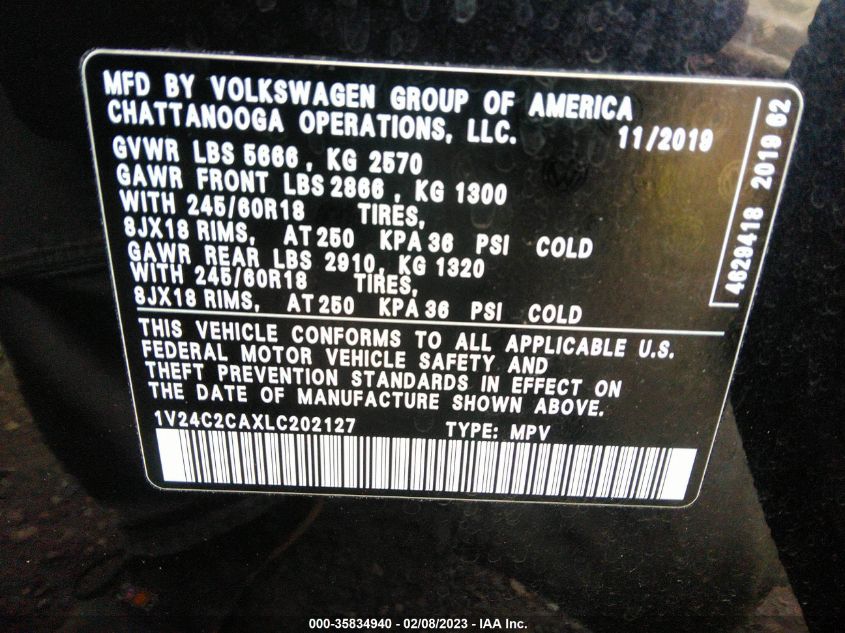 MFD BY VOLKSWAGEN GROUP OF AMERICA
CHATTANOOGA OPERATIONS, LLC. 11/2019
GVWR LBS 5666 , KG 2570
GAWR FRONT LBS 2866 , KG 1300
WITH 245/60R18 TIRES,
8JX18 RIMS, AT 250 KPA 36 PSI COLD
GAWR REAR LBS 2910, KG 1320
WITH 245/60R18 TIRES,
8JX18 RIMS, AT 250 KPA 36 PSI COLD
THIS VEHICLE CONFORMS TO ALL APPLICABLE U.S.
FEDERAL MOTOR VEHICLE SAFETY AND
THEFT PREVENTION STANDARDS IN EFFECT ON
THE DATE OF MANUFACTURE SHOWN ABOVE.
1V24C2CAXLC202127 TYPE: MPV
4629418 2019 62
000-35834940 - 02/08/2023 - IAA Inc.